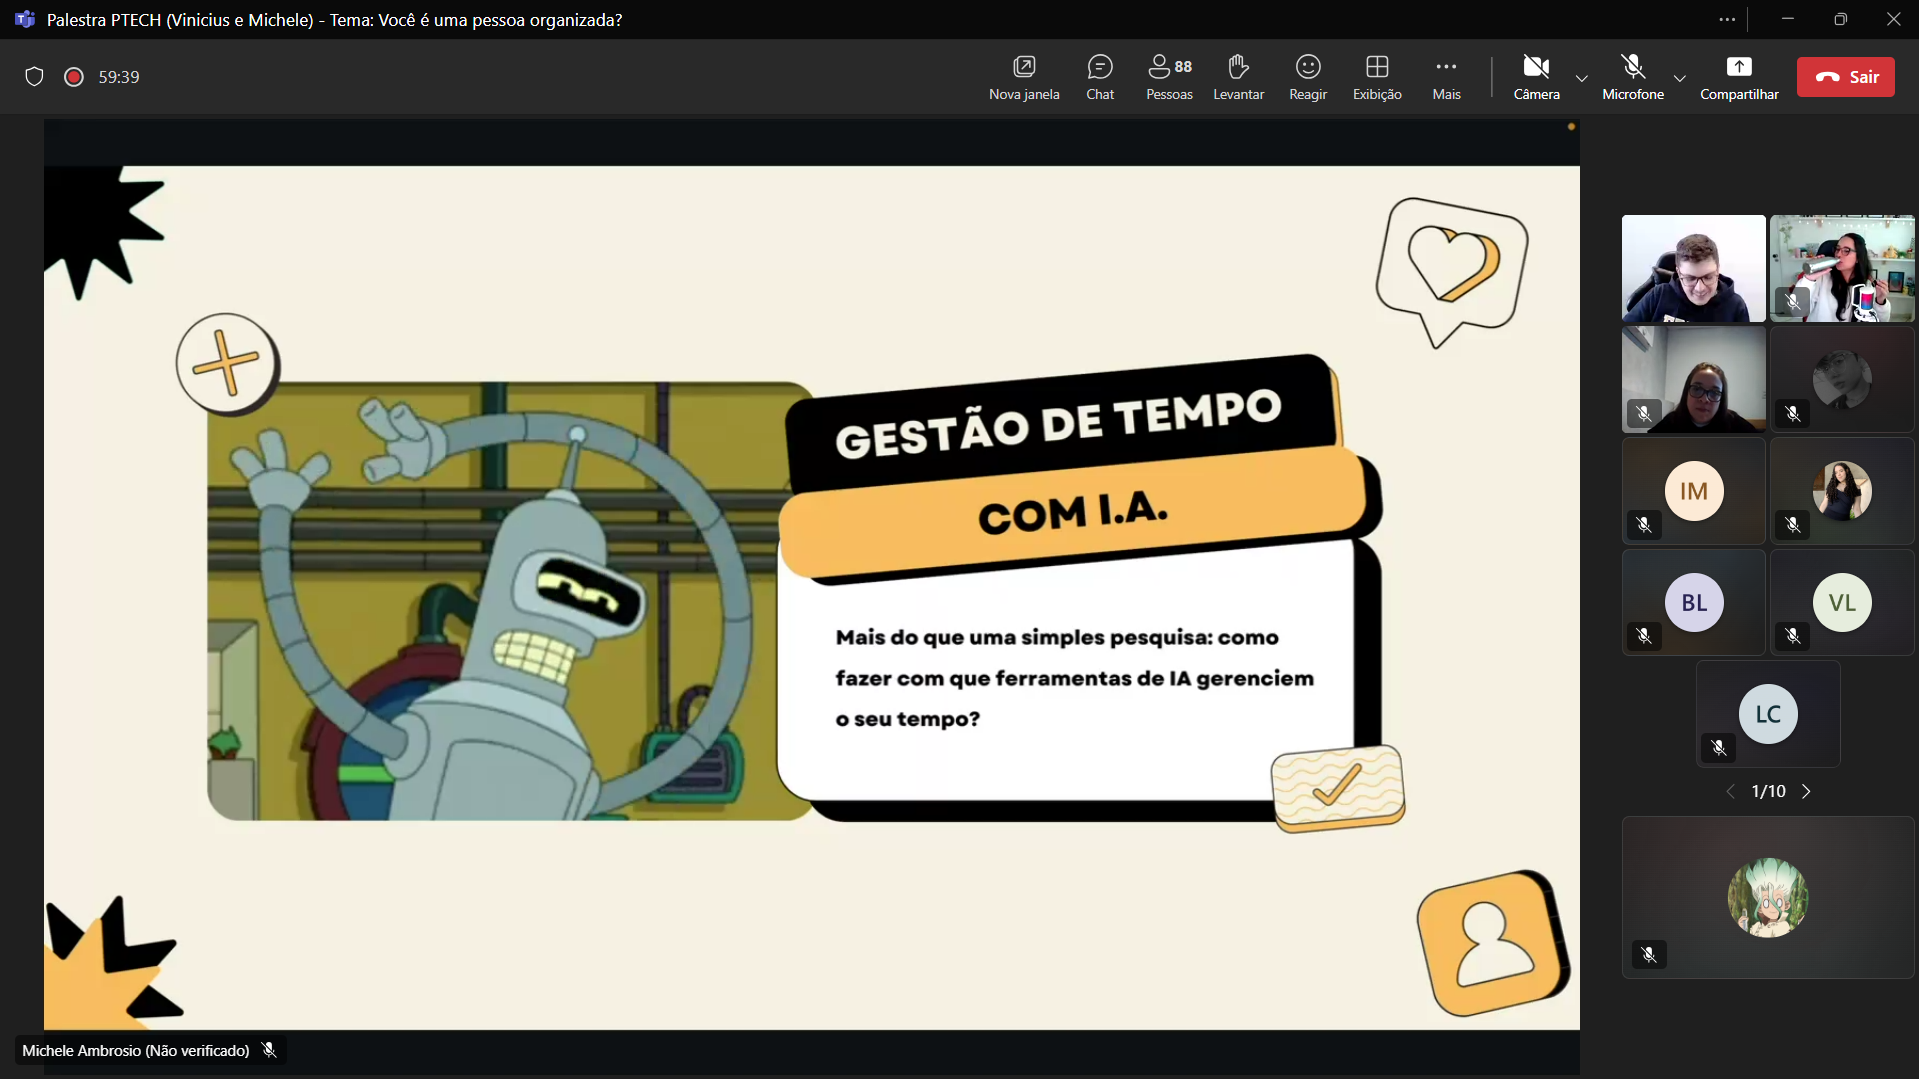 Palestra PTECH (Vinicius e Michele) - Tema: Você é uma pessoa organizada?
59:39
Nova janela
Chat
88
Pessoas
Levantar
Reagir
Exibição
Mais
Câmera
Microfone
Compartilhar
Sair
GESTÃO DE TEMPO
COM I.A.
Mais do que uma simples pesquisa: como
fazer com que ferramentas de IA gerenciem
o seu tempo?
IM
BL
VL
LC
1/10
Michele Ambrosio (Não verificado)